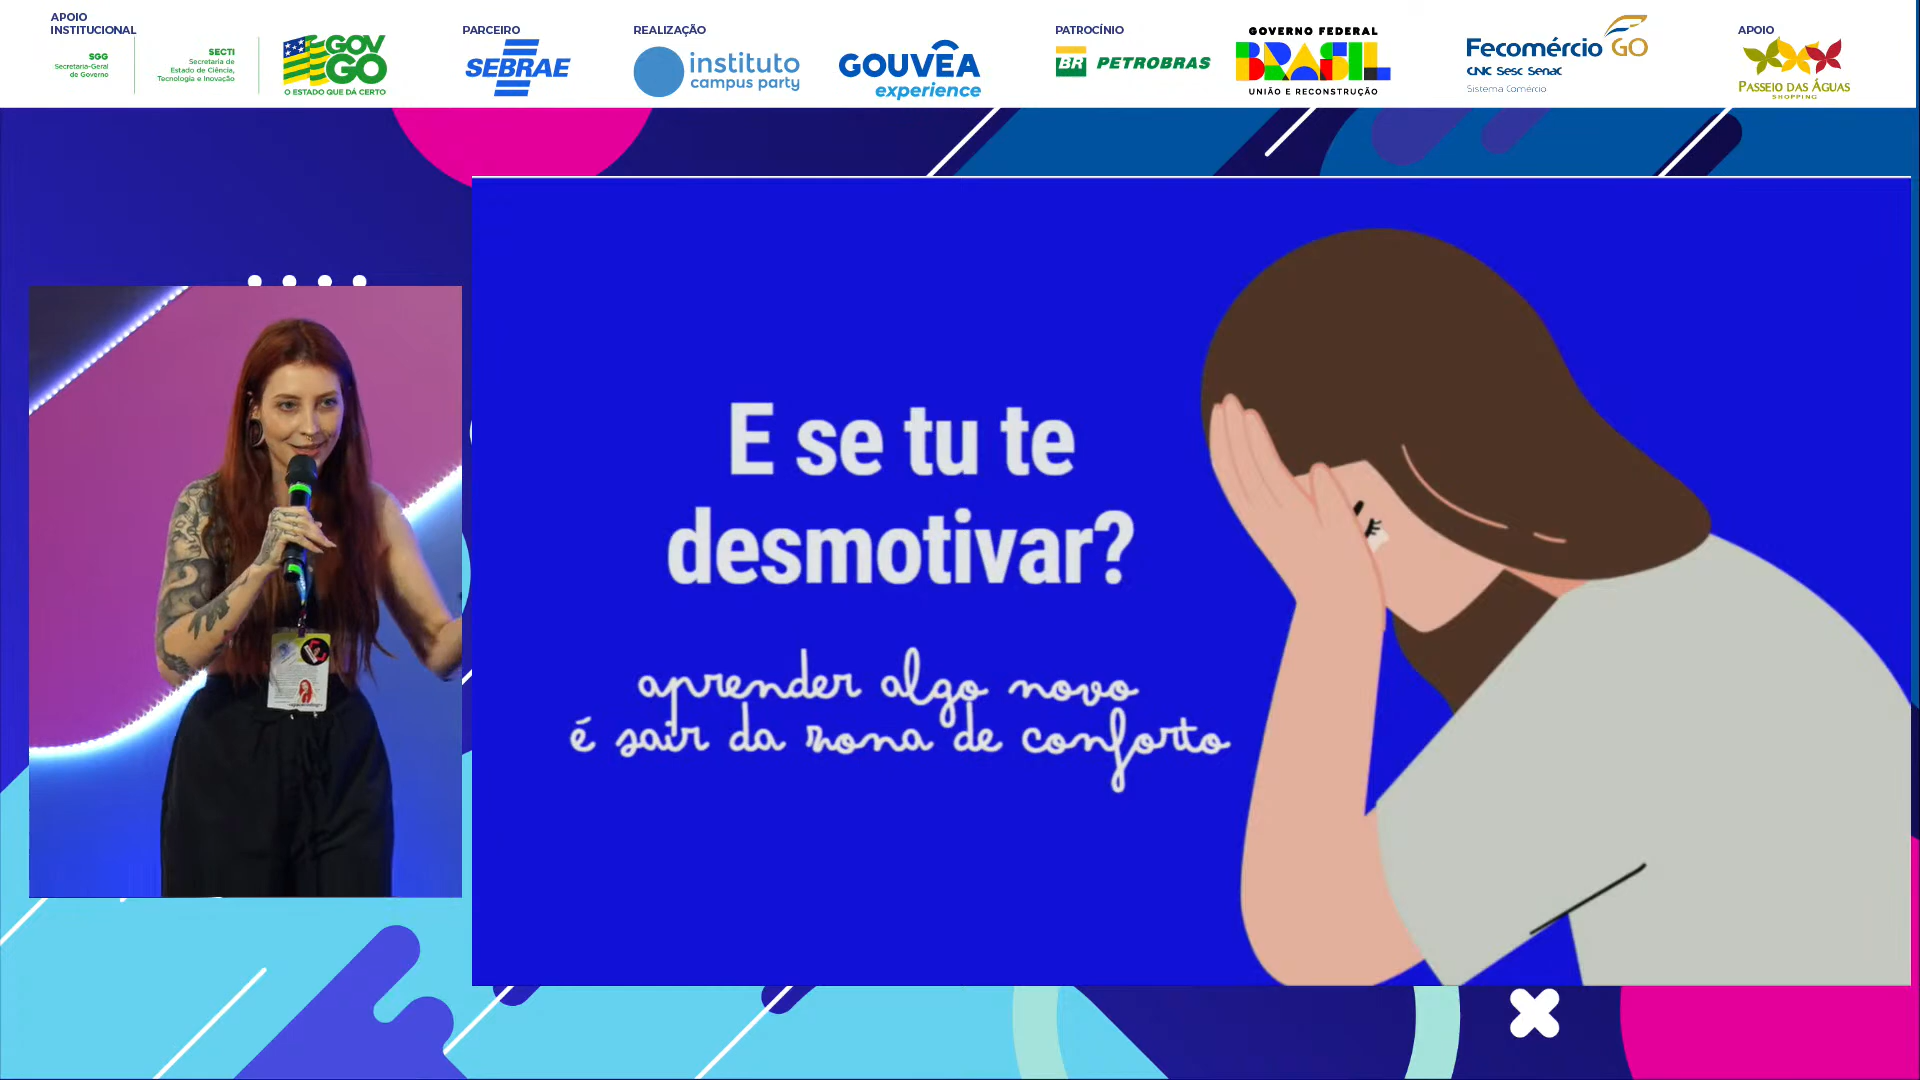 APOIO
INSTITUCIONAL
SGG
Secretaria-Geral
de Governo
SECTI
Secretaria de
Estado de Ciência,
Tecnologia e Inovação
GOV
GO
O ESTADO QUE DÁ CERTO
PARCEIRO
SEBRAE
REALIZAÇÃO
instituto
campus party
GOUVÊA
experience
PATROCÍNIO
BR PETROBRAS
GOVERNO FEDERAL
BRASIL
UNIÃO E RECONSTRUÇÃO
Fecomércio GO
CNC Sesc Senac
Sistema Comércio
APOIO
PASSEIO DAS ÁGUAS
SHOPPING
E se tu te
desmotivar?
aprender algo novo
é sair da zona de conforto